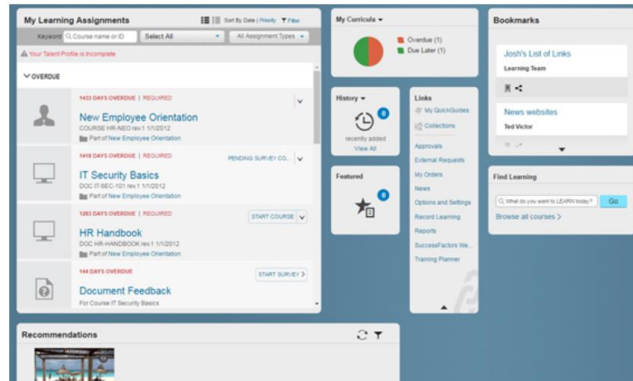 My Learning Assignments
Sort By Date | Priority
Filter
Keyword
Course name or ID
Select All
All Assignment Types
Your Talent Profile is Incomplete
OVERDUE
1433 DAYS OVERDUE | REQUIRED
New Employee Orientation
COURSE HR-NEO rev.1 1/1/2012
Part of New Employee Orientation
1418 DAYS OVERDUE | REQUIRED
PENDING SURVEY CO...
IT Security Basics
DOC IT-SEC-101 rev.1 1/1/2012
Part of New Employee Orientation
1203 DAYS OVERDUE | REQUIRED
START COURSE
HR Handbook
DOC HR-HANDBOOK rev.1 1/1/2012
Part of New Employee Orientation
144 DAYS OVERDUE
START SURVEY
Document Feedback
For Course IT Security Basics
Recommendations
My Curricula
Overdue (1)
Due Later (1)
History
0
recently added
View All
Featured
0
Links
My QuickGuides
Collections
Approvals
External Requests
My Orders
News
Options and Settings
Record Learning
Reports
SuccessFactors We...
Training Planner
Bookmarks
Josh's List of Links
Learning Team
News websites
Ted Victor
Find Learning
What do you want to LEARN today?
Go
Browse all courses >